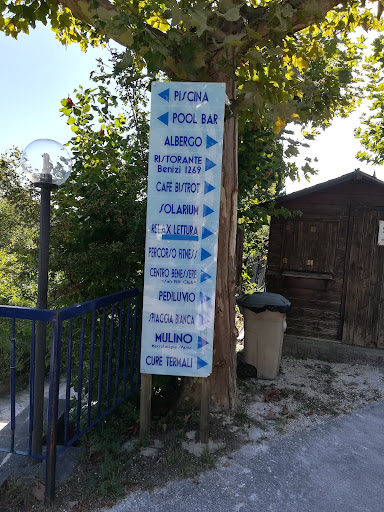 PISCINA
POOL BAR
ALBERGO
RISTORANTE
Benizi 1269
CAFE BISTROT
SOLARIUM
RELAX LETTURA
PERCORSO FITNESS
CENTRO BENESSERE
PEDILUVIO
SPIAGGIA BIANCA
MULINO
CURE TERMALI